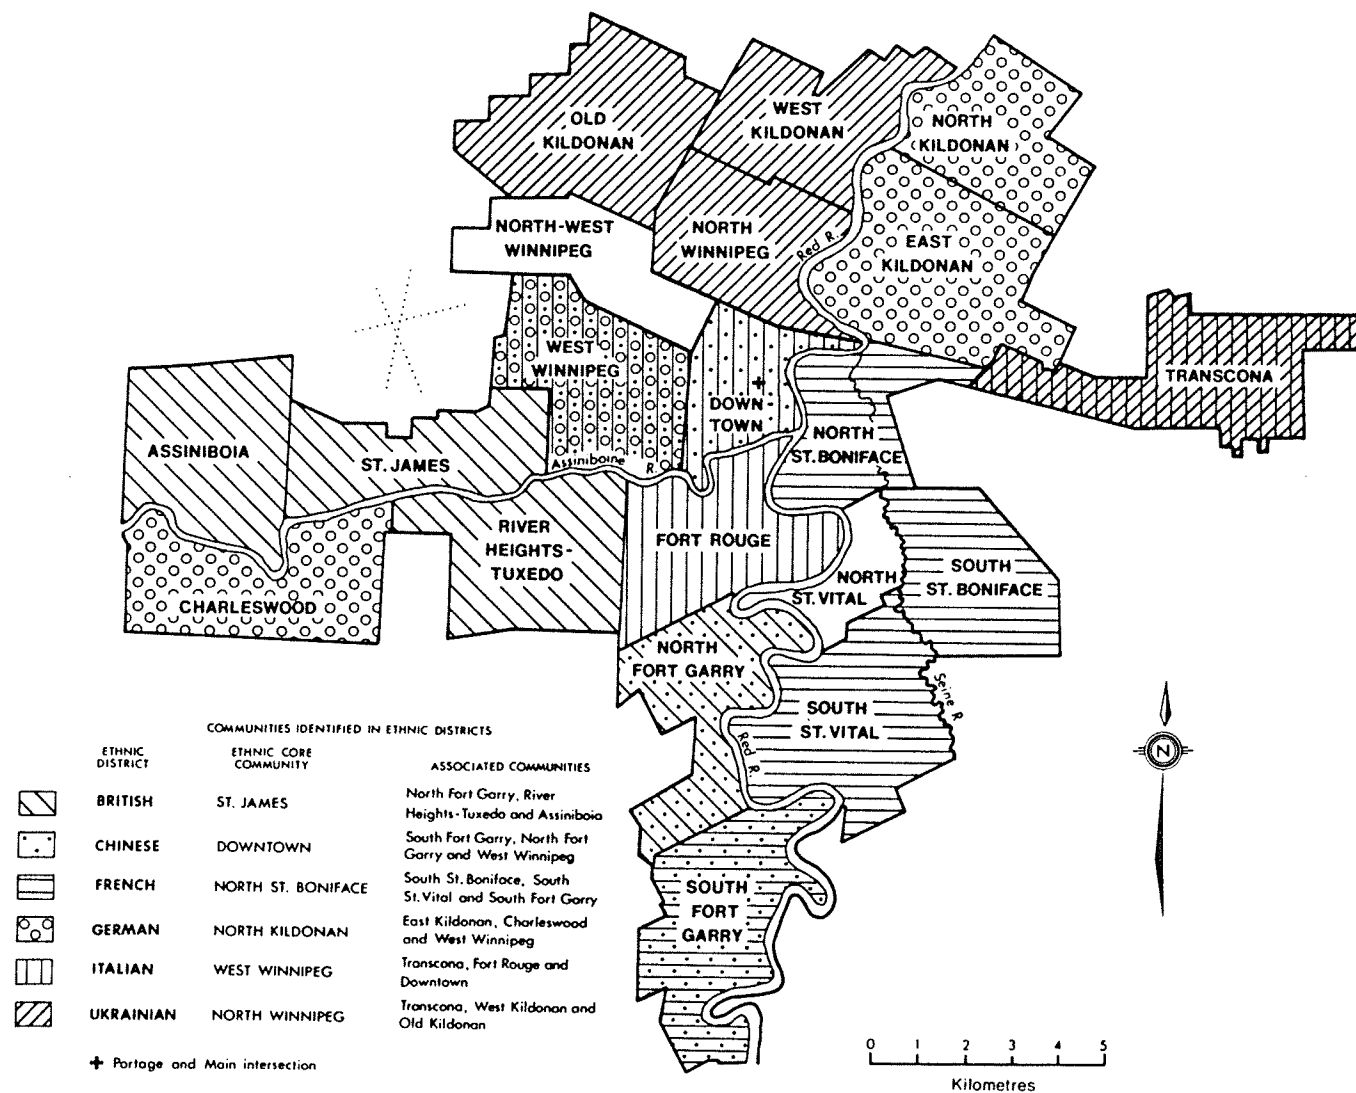 OLD
KILDONAN
WEST
KILDONAN
NORTH
KILDONAN
NORTH-WEST
WINNIPEG
NORTH
WINNIPEG
Red R.
EAST
KILDONAN
WEST
WINNIPEG
DOWN
TOWN
TRANSCONA
ASSINIBOIA
ST. JAMES
Assiniboine R.
NORTH
ST. BONIFACE
RIVER
HEIGHTS-
TUXEDO
FORT ROUGE
NORTH
ST. VITAL
SOUTH
ST. BONIFACE
CHARLESWOOD
NORTH
FORT GARRY
Seine R.
SOUTH
ST. VITAL
Red R.
SOUTH
FORT
GARRY
N
COMMUNITIES IDENTIFIED IN ETHNIC DISTRICTS
ETHNIC DISTRICT
ETHNIC CORE COMMUNITY
ASSOCIATED COMMUNITIES
BRITISH ST. JAMES North Fort Garry, River
Heights-Tuxedo and Assiniboia
CHINESE DOWNTOWN South Fort Garry, North Fort
Garry and West Winnipeg
FRENCH NORTH ST. BONIFACE South St. Boniface, South
St. Vital and South Fort Garry
GERMAN NORTH KILDONAN East Kildonan, Charleswood
and West Winnipeg
ITALIAN WEST WINNIPEG Transcona, Fort Rouge and
Downtown
UKRAINIAN NORTH WINNIPEG Transcona, West Kildonan and
Old Kildonan
Portage and Main intersection
0 1 2 3 4 5
Kilometres